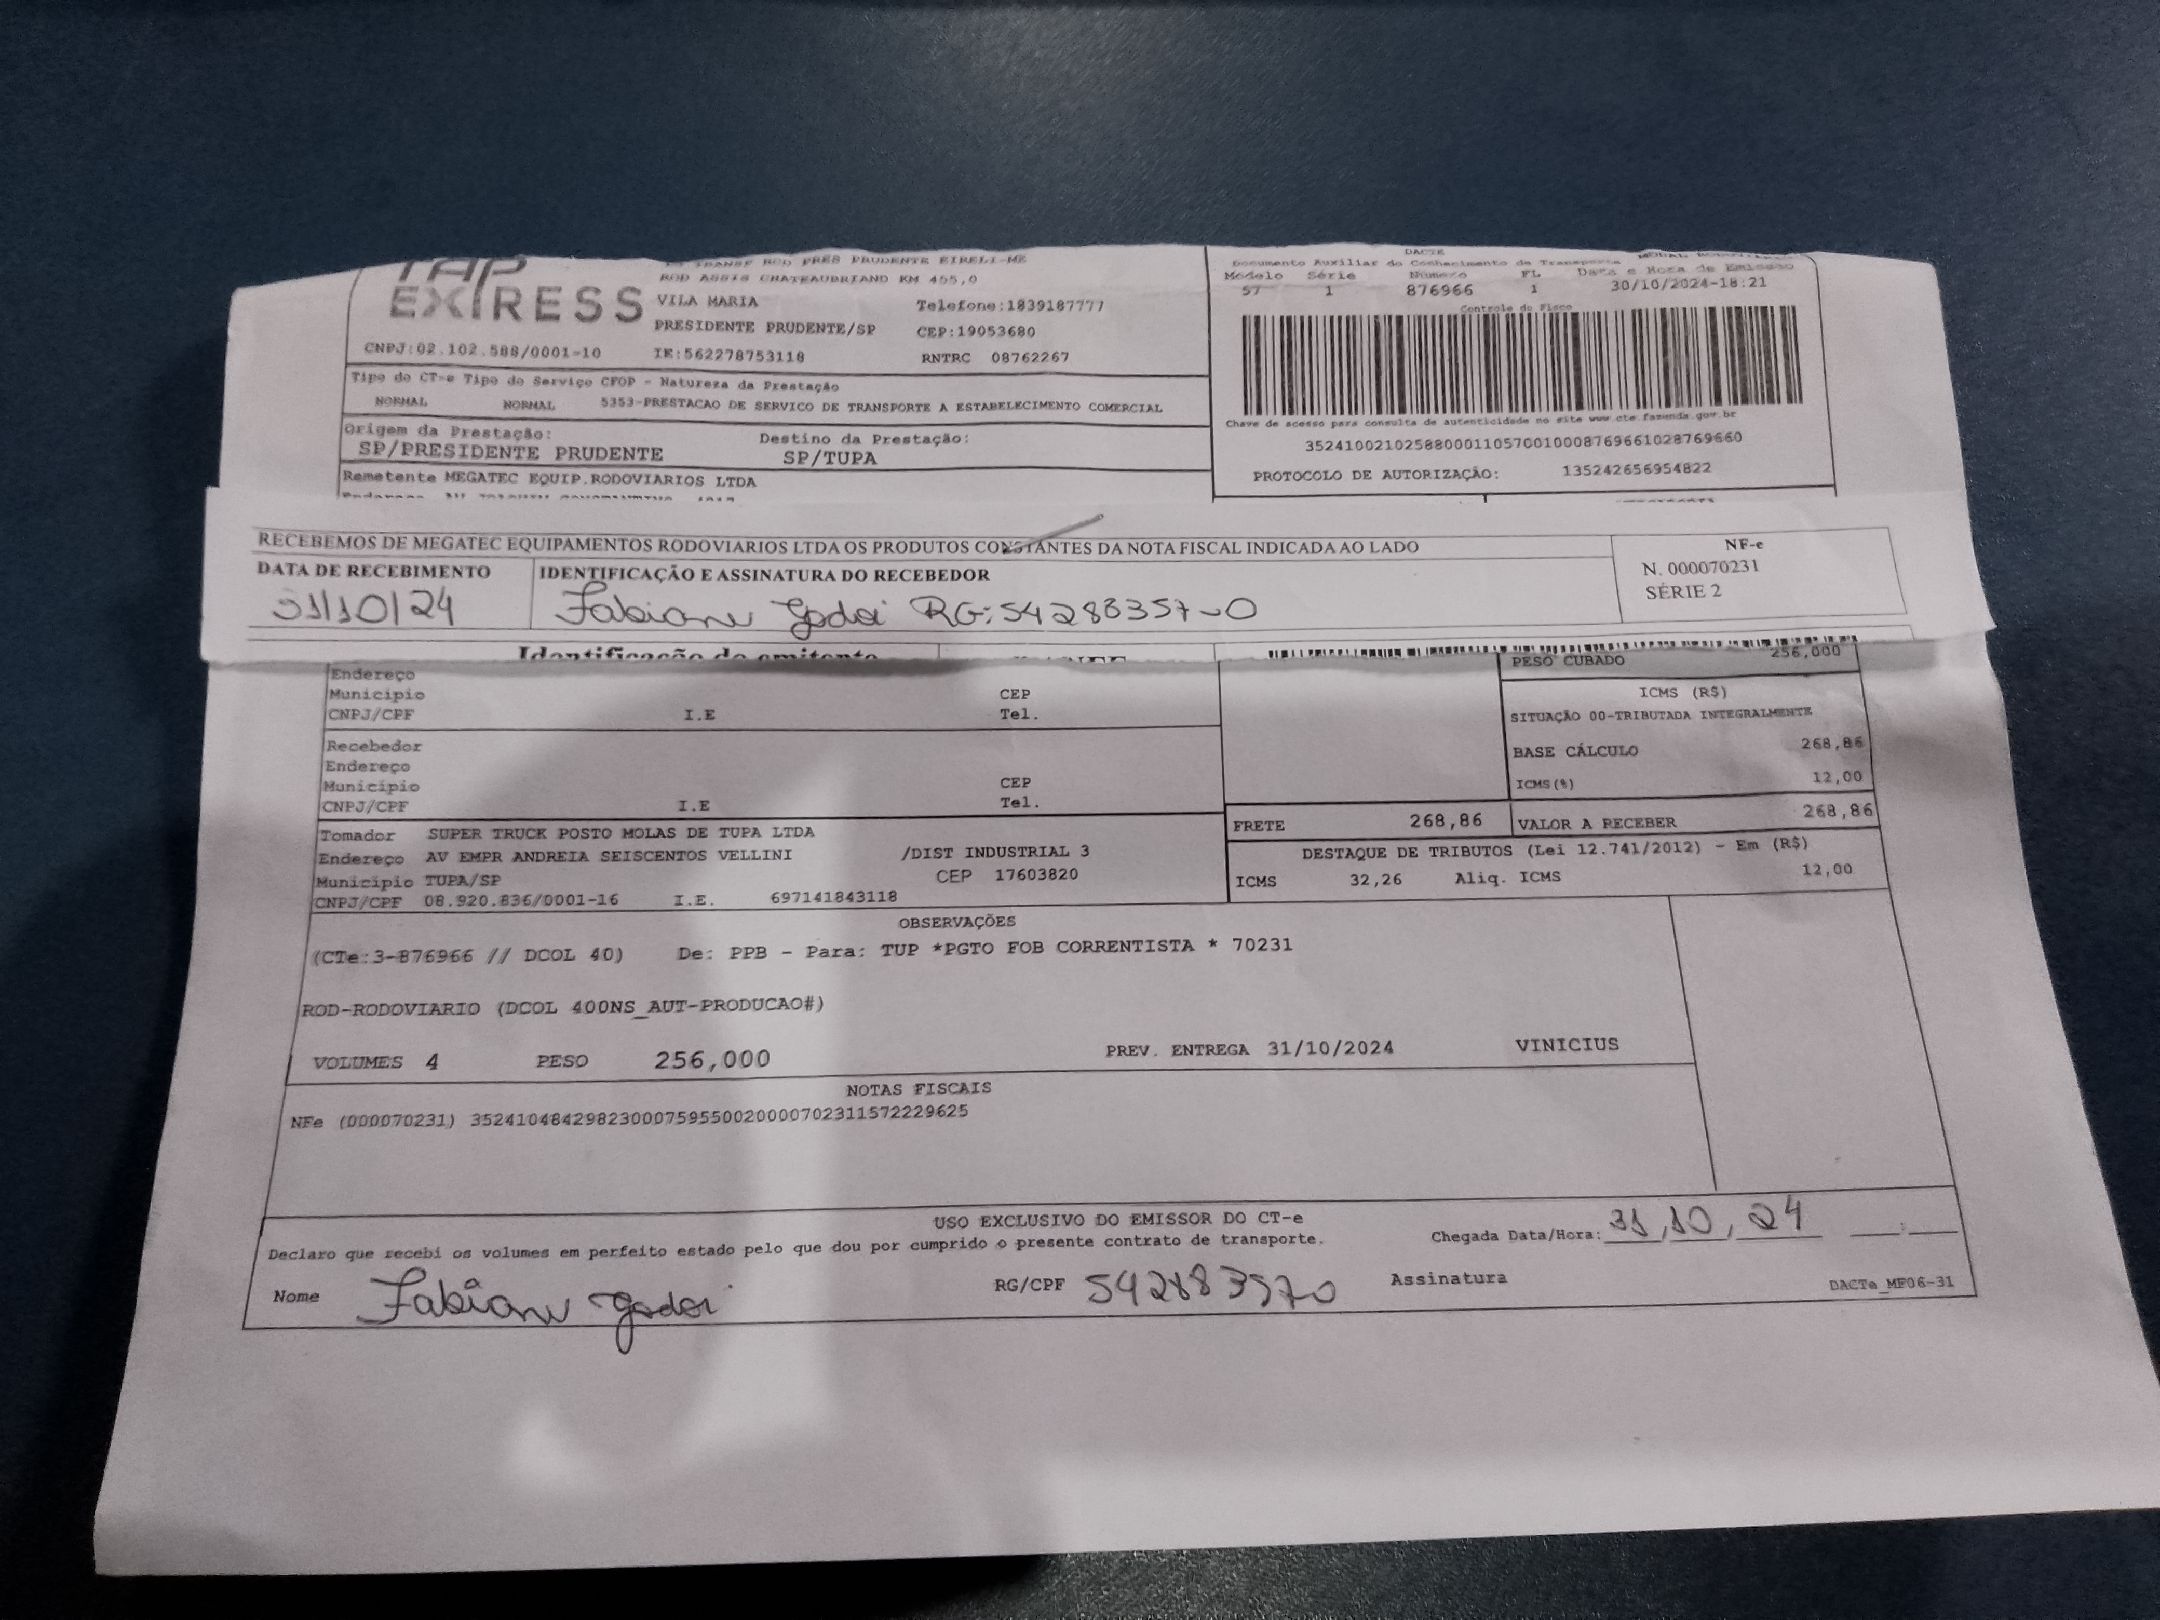 TAP
EXPRESS
TRANSP ROD PRES PRUDENTE EIRELI-ME
ROD ASSIS CHATEAUBRIAND KM 455,0
VILA MARIA Telefone:1839187777
PRESIDENTE PRUDENTE/SP CEP:19053680
CNPJ:02.102.588/0001-10 IE:562278753118 RNTRC 08762267
DACTE
Documento Auxiliar do Conhecimento de Transporte
Modelo Série Número FL Data e Hora de Emissão
57 1 876966 1 30/10/2024-18:21
Controle do Fisco
Chave de acesso para consulta de autenticidade no site www.cte.fazenda.gov.br
35241002102588000110570010008769661028769660
PROTOCOLO DE AUTORIZAÇÃO: 135242656954822
Tipo do CT-e Tipo do Serviço CFOP - Natureza da Prestação
NORMAL NORMAL 5353-PRESTACAO DE SERVICO DE TRANSPORTE A ESTABELECIMENTO COMERCIAL
Origem da Prestação: Destino da Prestação:
SP/PRESIDENTE PRUDENTE SP/TUPA
Remetente MEGATEC EQUIP.RODOVIARIOS LTDA
RECEBEMOS DE MEGATEC EQUIPAMENTOS RODOVIARIOS LTDA OS PRODUTOS CONSTANTES DA NOTA FISCAL INDICADA AO LADO
DATA DE RECEBIMENTO IDENTIFICAÇÃO E ASSINATURA DO RECEBEDOR
31/10/24 Fabiane Godoi RG:54288357-0
NF-e
N. 000070231
SÉRIE 2
Identificação do emitente
Endereço
Município CEP
CNPJ/CPF I.E Tel.
Recebedor
Endereço
Município CEP
CNPJ/CPF I.E Tel.
PESO CUBADO 256,000
ICMS (R$)
SITUAÇÃO 00-TRIBUTADA INTEGRALMENTE
BASE CÁLCULO 268,86
ICMS(%) 12,00
FRETE 268,86 VALOR A RECEBER 268,86
Tomador SUPER TRUCK POSTO MOLAS DE TUPA LTDA
Endereço AV EMPR ANDREIA SEISCENTOS VELLINI /DIST INDUSTRIAL 3
Município TUPA/SP CEP 17603820
CNPJ/CPF 08.920.836/0001-16 I.E. 697141843118
DESTAQUE DE TRIBUTOS (Lei 12.741/2012) - Em (R$)
ICMS 32,26 Aliq. ICMS 12,00
OBSERVAÇÕES
(CTe:3-876966 // DCOL 40) De: PPB - Para: TUP *PGTO FOB CORRENTISTA * 70231
ROD-RODOVIARIO (DCOL 400NS_AUT-PRODUCAO#)
VOLUMES 4 PESO 256,000 PREV. ENTREGA 31/10/2024 VINICIUS
NOTAS FISCAIS
NFe (000070231) 35241048429823000759550020000702311572229625
USO EXCLUSIVO DO EMISSOR DO CT-e
Declaro que recebi os volumes em perfeito estado pelo que dou por cumprido o presente contrato de transporte.
Chegada Data/Hora: 31,10,24
Nome Fabiane Godoi RG/CPF 542883570 Assinatura
DACTe_MF06-31